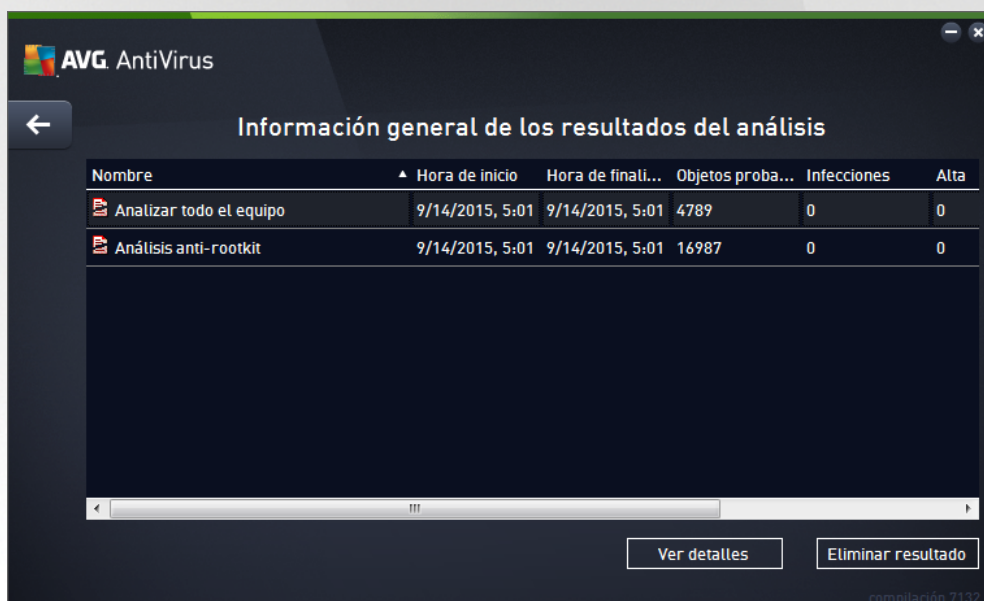 AVG. AntiVirus
Información general de los resultados del análisis
Nombre Hora de inicio Hora de finali... Objetos proba... Infecciones Alta
Analizar todo el equipo 9/14/2015, 5:01 9/14/2015, 5:01 4789 0 0
Análisis anti-rootkit 9/14/2015, 5:01 9/14/2015, 5:01 16987 0 0
Ver detalles Eliminar resultado
compilación 7132